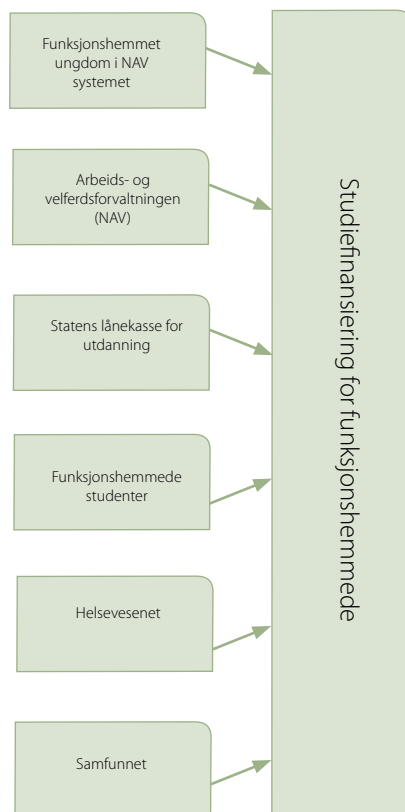 Funksjonshemmet
ungdom i NAV
systemet
Arbeids- og
velferdsforvaltningen
(NAV)
Statens lånekasse for
utdanning
Funksjonshemmede
studenter
Helsevesenet
Samfunnet
Studiefinansiering for funksjonshemmede